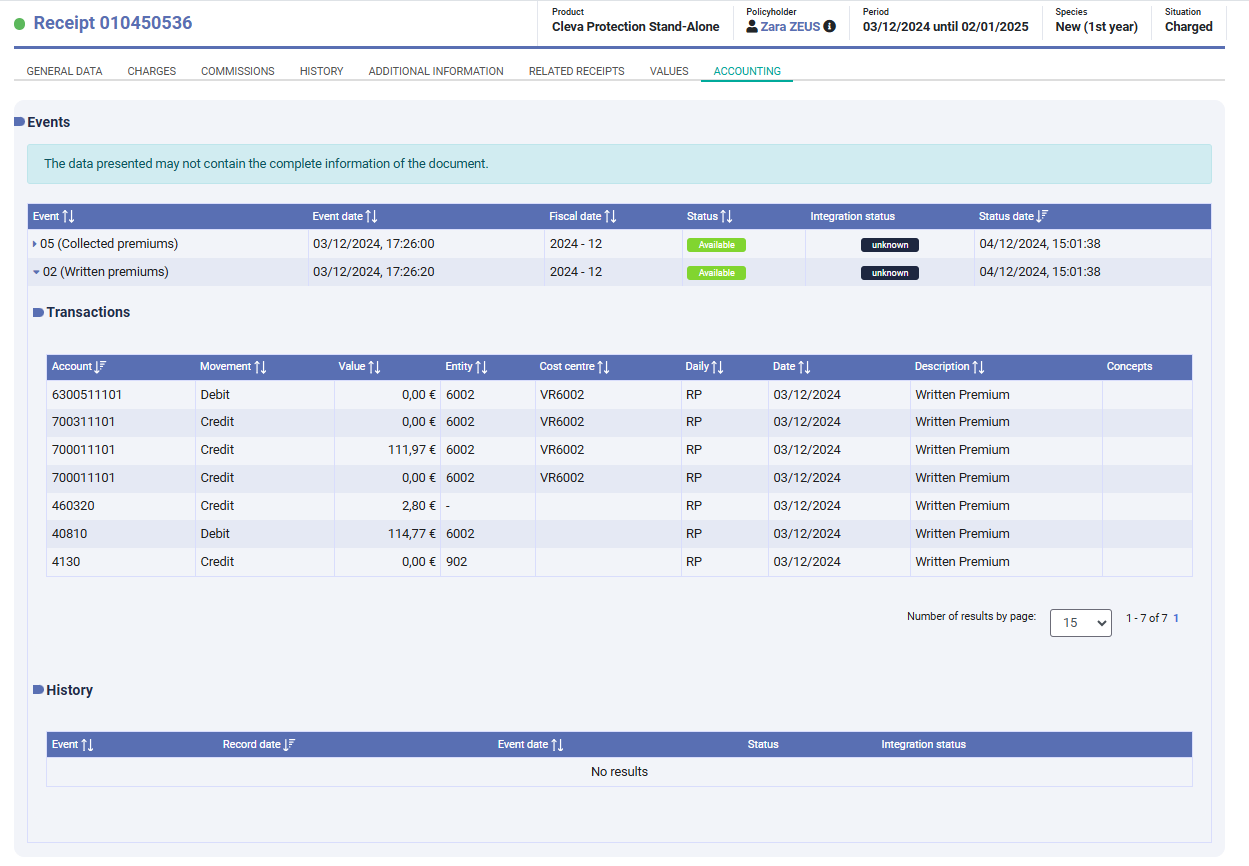 Receipt 010450536
Product
Cleva Protection Stand-Alone
Policyholder
Zara ZEUS
Period
03/12/2024 until 02/01/2025
Species
New (1st year)
Situation
Charged
GENERAL DATA CHARGES COMMISSIONS HISTORY ADDITIONAL INFORMATION RELATED RECEIPTS VALUES ACCOUNTING
Events
The data presented may not contain the complete information of the document.
Event Event date Fiscal date Status Integration status Status date
05 (Collected premiums) 03/12/2024, 17:26:00 2024 - 12 Available unknown 04/12/2024, 15:01:38
02 (Written premiums) 03/12/2024, 17:26:20 2024 - 12 Available unknown 04/12/2024, 15:01:38
Transactions
Account Movement Value Entity Cost centre Daily Date Description Concepts
6300511101 Debit 0,00 € 6002 VR6002 RP 03/12/2024 Written Premium
700311101 Credit 0,00 € 6002 VR6002 RP 03/12/2024 Written Premium
700011101 Credit 111,97 € 6002 VR6002 RP 03/12/2024 Written Premium
700011101 Credit 0,00 € 6002 VR6002 RP 03/12/2024 Written Premium
460320 Credit 2,80 € - RP 03/12/2024 Written Premium
40810 Debit 114,77 € 6002 RP 03/12/2024 Written Premium
4130 Credit 0,00 € 902 RP 03/12/2024 Written Premium
Number of results by page: 15 1 - 7 of 7 1
History
Event Record date Event date Status Integration status
No results